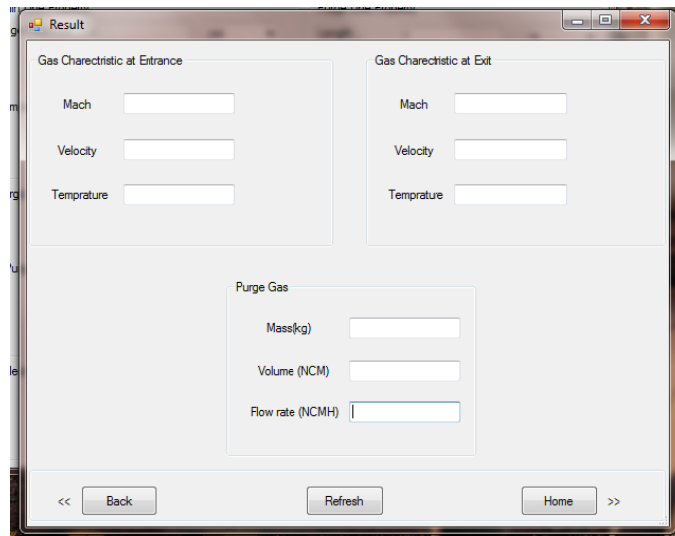 Result
Gas Charectristic at Entrance
Mach
Velocity
Temprature
Gas Charectristic at Exit
Mach
Velocity
Temprature
Purge Gas
Mass(kg)
Volume (NCM)
Flow rate (NCMH)
<< Back Refresh Home >>